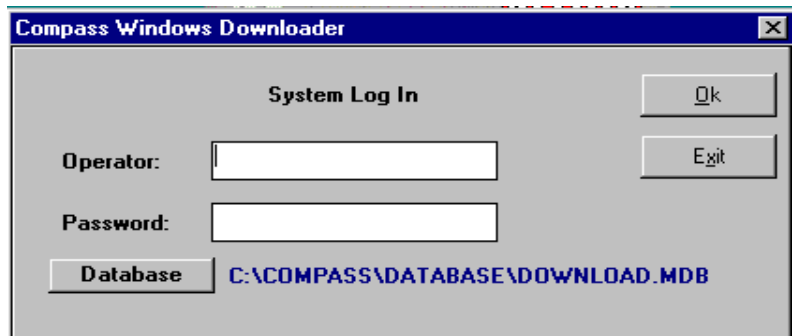 Compass Windows Downloader
System Log In
Ok
Operator:
Exit
Password:
Database C:\COMPASS\DATABASE\DOWNLOAD.MDB